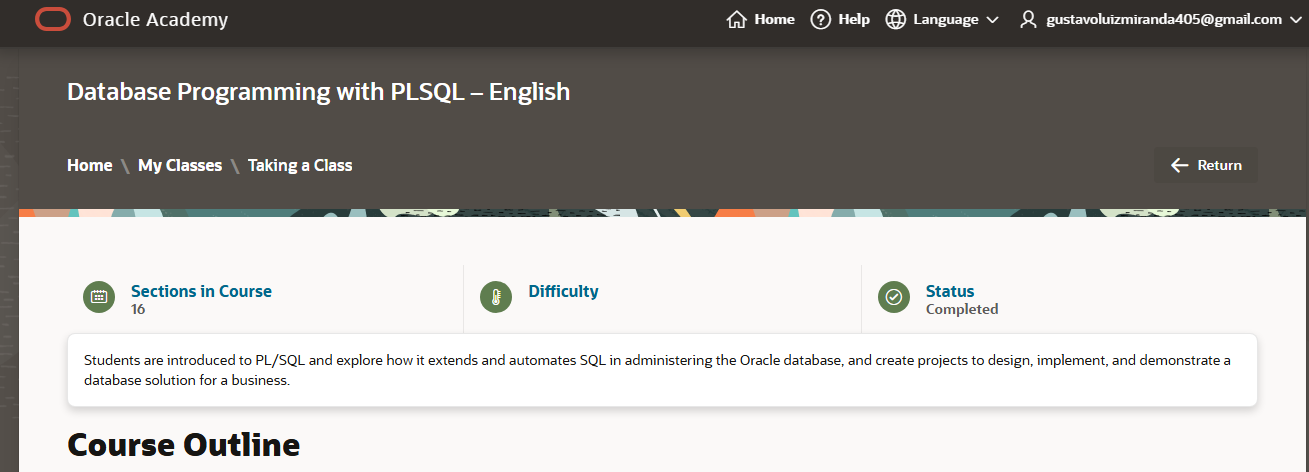 Oracle Academy
Home
Help
Language
gustavoluizmiranda405@gmail.com
Database Programming with PLSQL – English
Home \ My Classes \ Taking a Class
Return
Sections in Course
16
Difficulty
Status
Completed
Students are introduced to PL/SQL and explore how it extends and automates SQL in administering the Oracle database, and create projects to design, implement, and demonstrate a
database solution for a business.
Course Outline